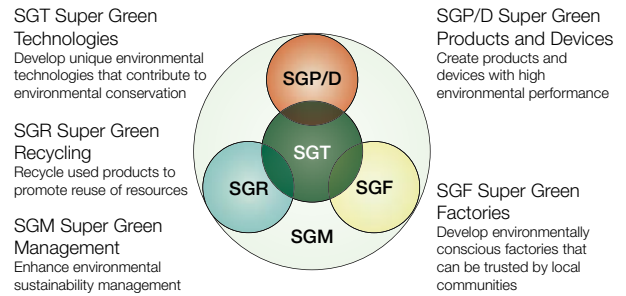 SGT Super Green
Technologies
Develop unique environmental
technologies that contribute to
environmental conservation
SGR Super Green
Recycling
Recycle used products to
promote reuse of resources
SGM Super Green
Management
Enhance environmental
sustainability management
SGP/D
SGT
SGR
SGF
SGM
SGP/D Super Green
Products and Devices
Create products and
devices with high
environmental performance
SGF Super Green
Factories
Develop environmentally
conscious factories that
can be trusted by local
communities